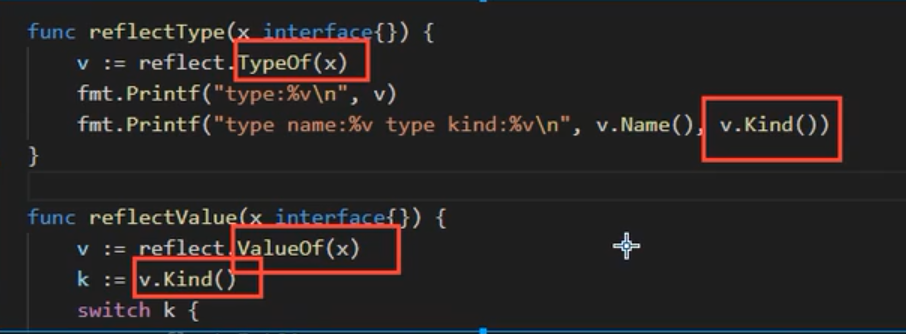 func reflectType(x interface{}) {
    v := reflect.TypeOf(x)
    fmt.Printf("type:%v\n", v)
    fmt.Printf("type name:%v type kind:%v\n", v.Name(), v.Kind())
}
func reflectValue(x interface{}) {
    v := reflect.ValueOf(x)
    k := v.Kind()
    switch k {